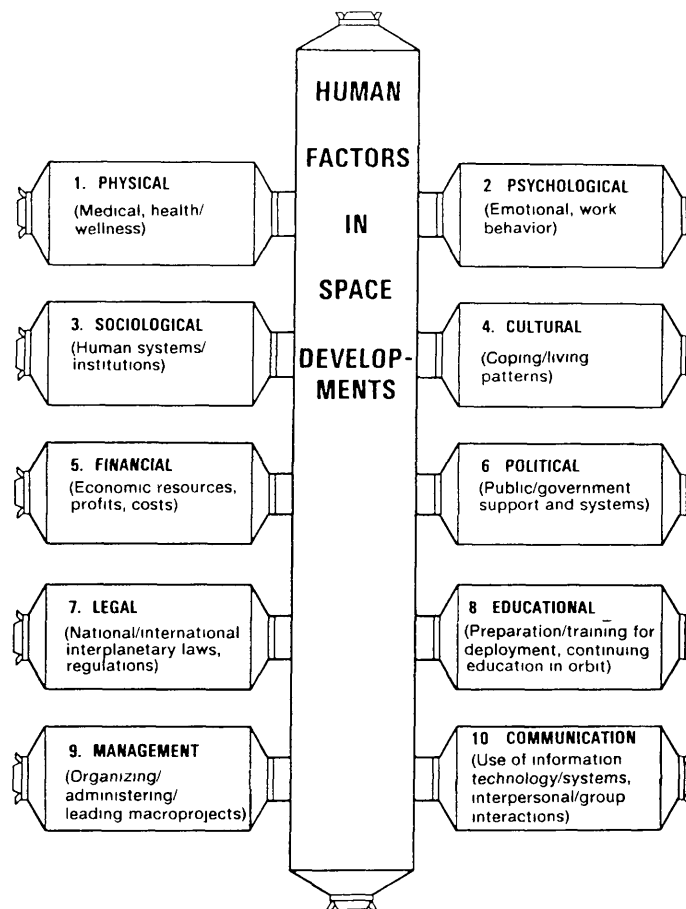 HUMAN
FACTORS
IN
SPACE
DEVELOP-
MENTS
1. PHYSICAL
(Medical, health/
wellness)
2 PSYCHOLOGICAL
(Emotional, work
behavior)
3. SOCIOLOGICAL
(Human systems/
institutions)
4. CULTURAL
(Coping/living
patterns)
5. FINANCIAL
(Economic resources,
profits, costs)
6 POLITICAL
(Public/government
support and systems)
7. LEGAL
(National/international
interplanetary laws,
regulations)
8 EDUCATIONAL
(Preparation/training for
deployment, continuing
education in orbit)
9. MANAGEMENT
(Organizing/
administering/
leading macroprojects)
10 COMMUNICATION
(Use of information
technology/systems,
interpersonal/group
interactions)